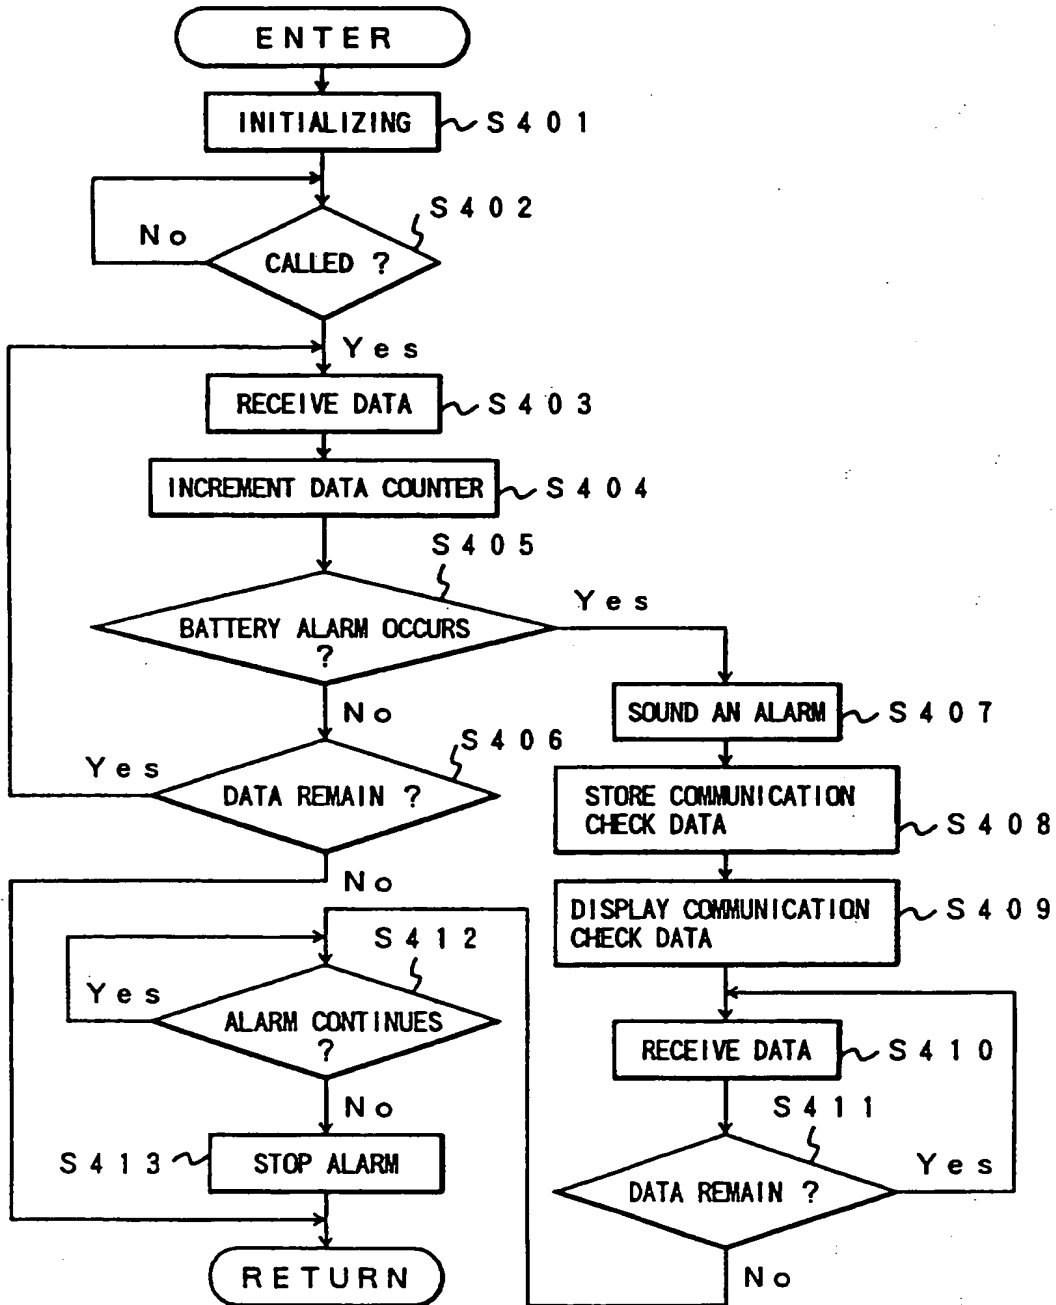 ENTER
INITIALIZING
S401
S402
No
CALLED ?
Yes
RECEIVE DATA
S403
INCREMENT DATA COUNTER
S404
S405
BATTERY ALARM OCCURS
?
Yes
No
SOUND AN ALARM
S407
S406
Yes
DATA REMAIN ?
STORE COMMUNICATION
CHECK DATA
S408
No
DISPLAY COMMUNICATION
CHECK DATA
S409
S412
Yes
ALARM CONTINUES
?
RECEIVE DATA
S410
No
S411
S413
STOP ALARM
Yes
DATA REMAIN ?
No
RETURN